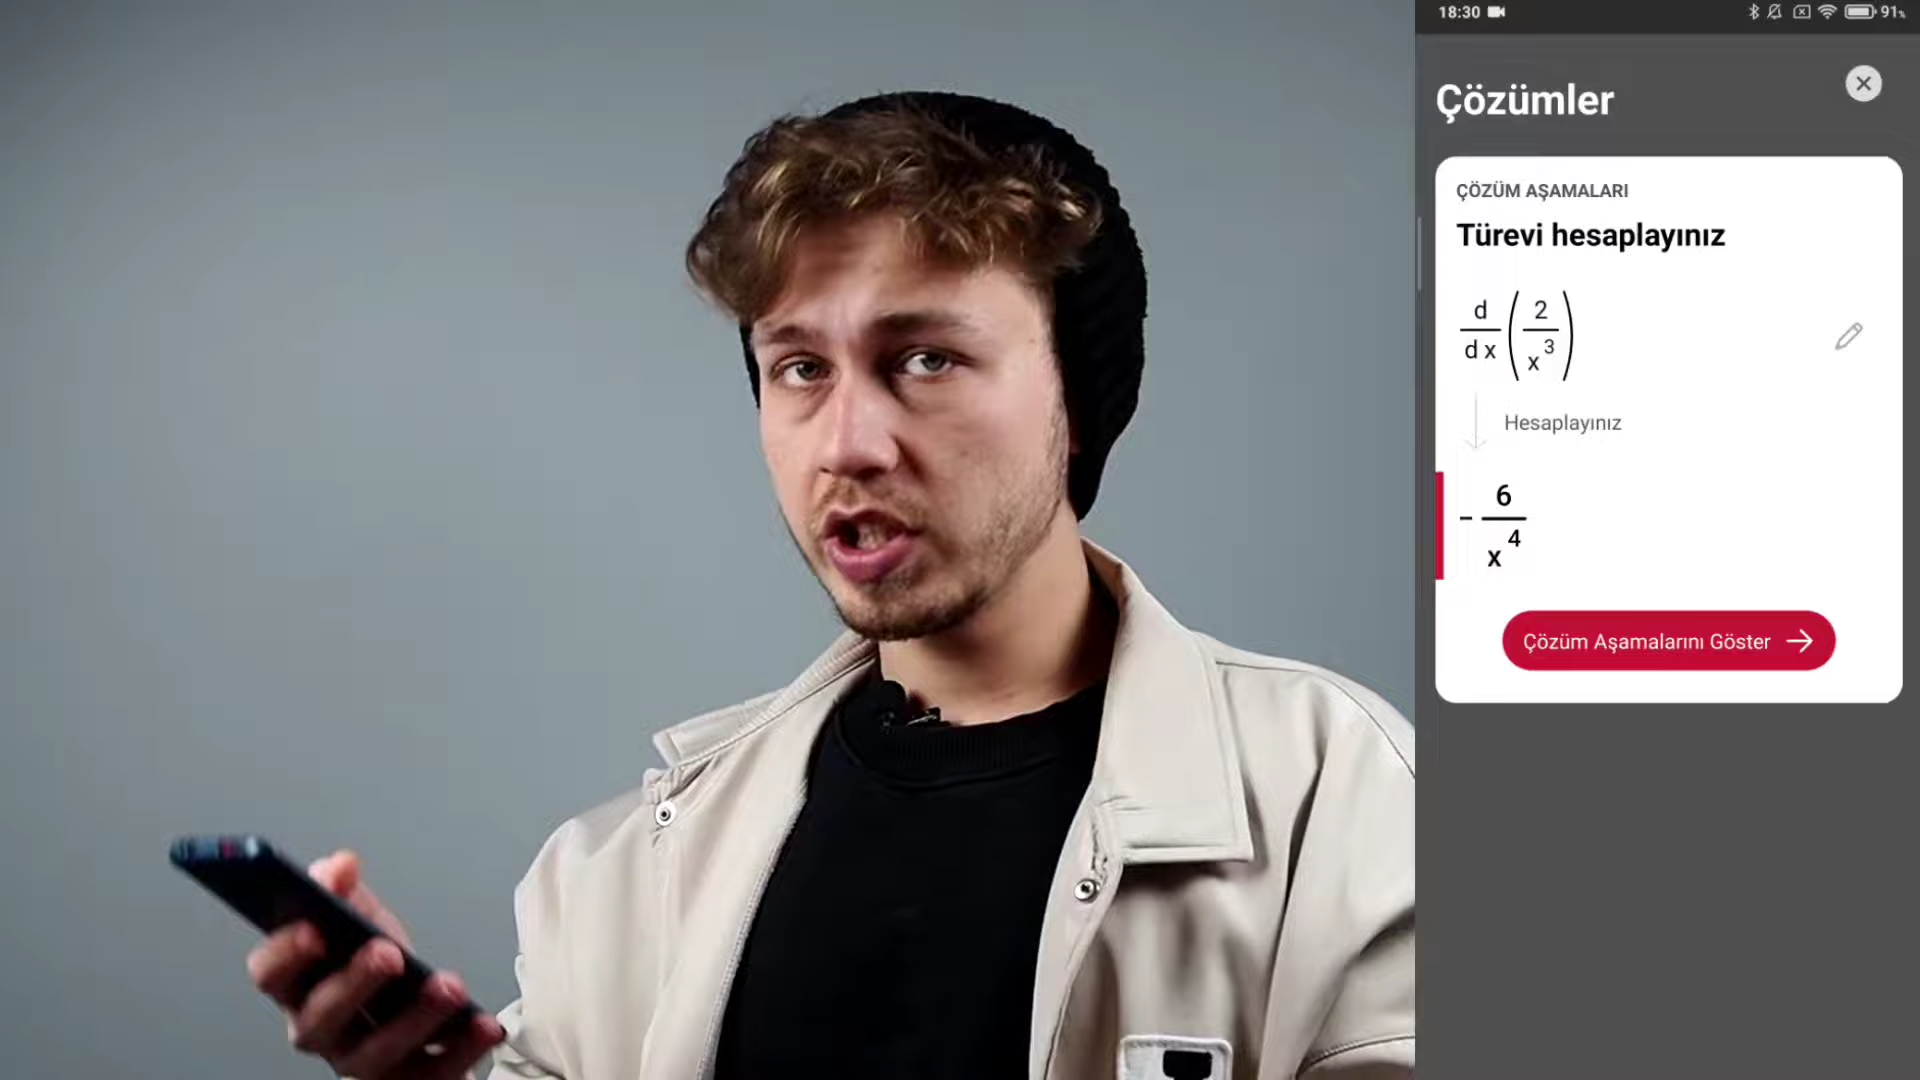 18:30
91%
Çözümler
ÇÖZÜM AŞAMALARI
Türevi hesaplayınız
d/dx (2/x^3)
Hesaplayınız
- 6/x^4
Çözüm Aşamalarını Göster